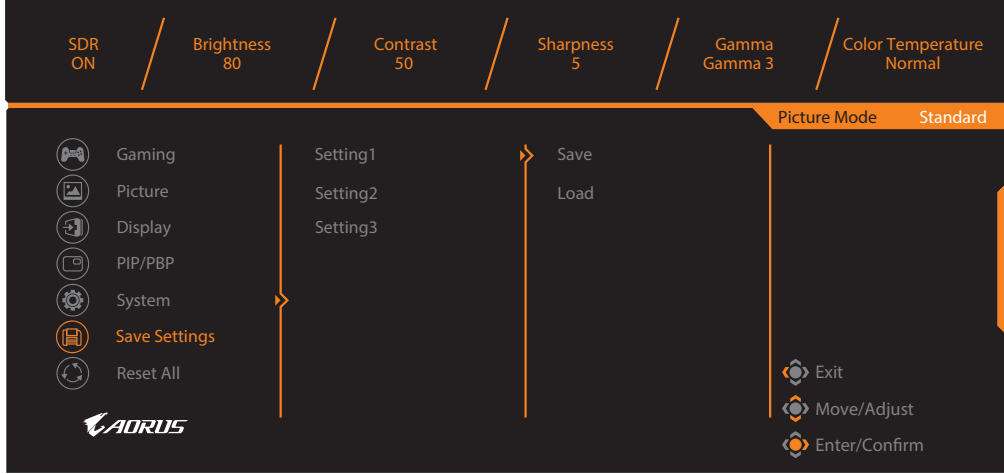 SDR Brightness Contrast Sharpness Gamma Color Temperature
ON 80 50 5 Gamma 3 Normal
Picture Mode Standard
Gaming Setting1 Save
Picture Setting2 Load
Display Setting3
PIP/PBP
System
Save Settings
Reset All
Exit
AORUS Move/Adjust
Enter/Confirm